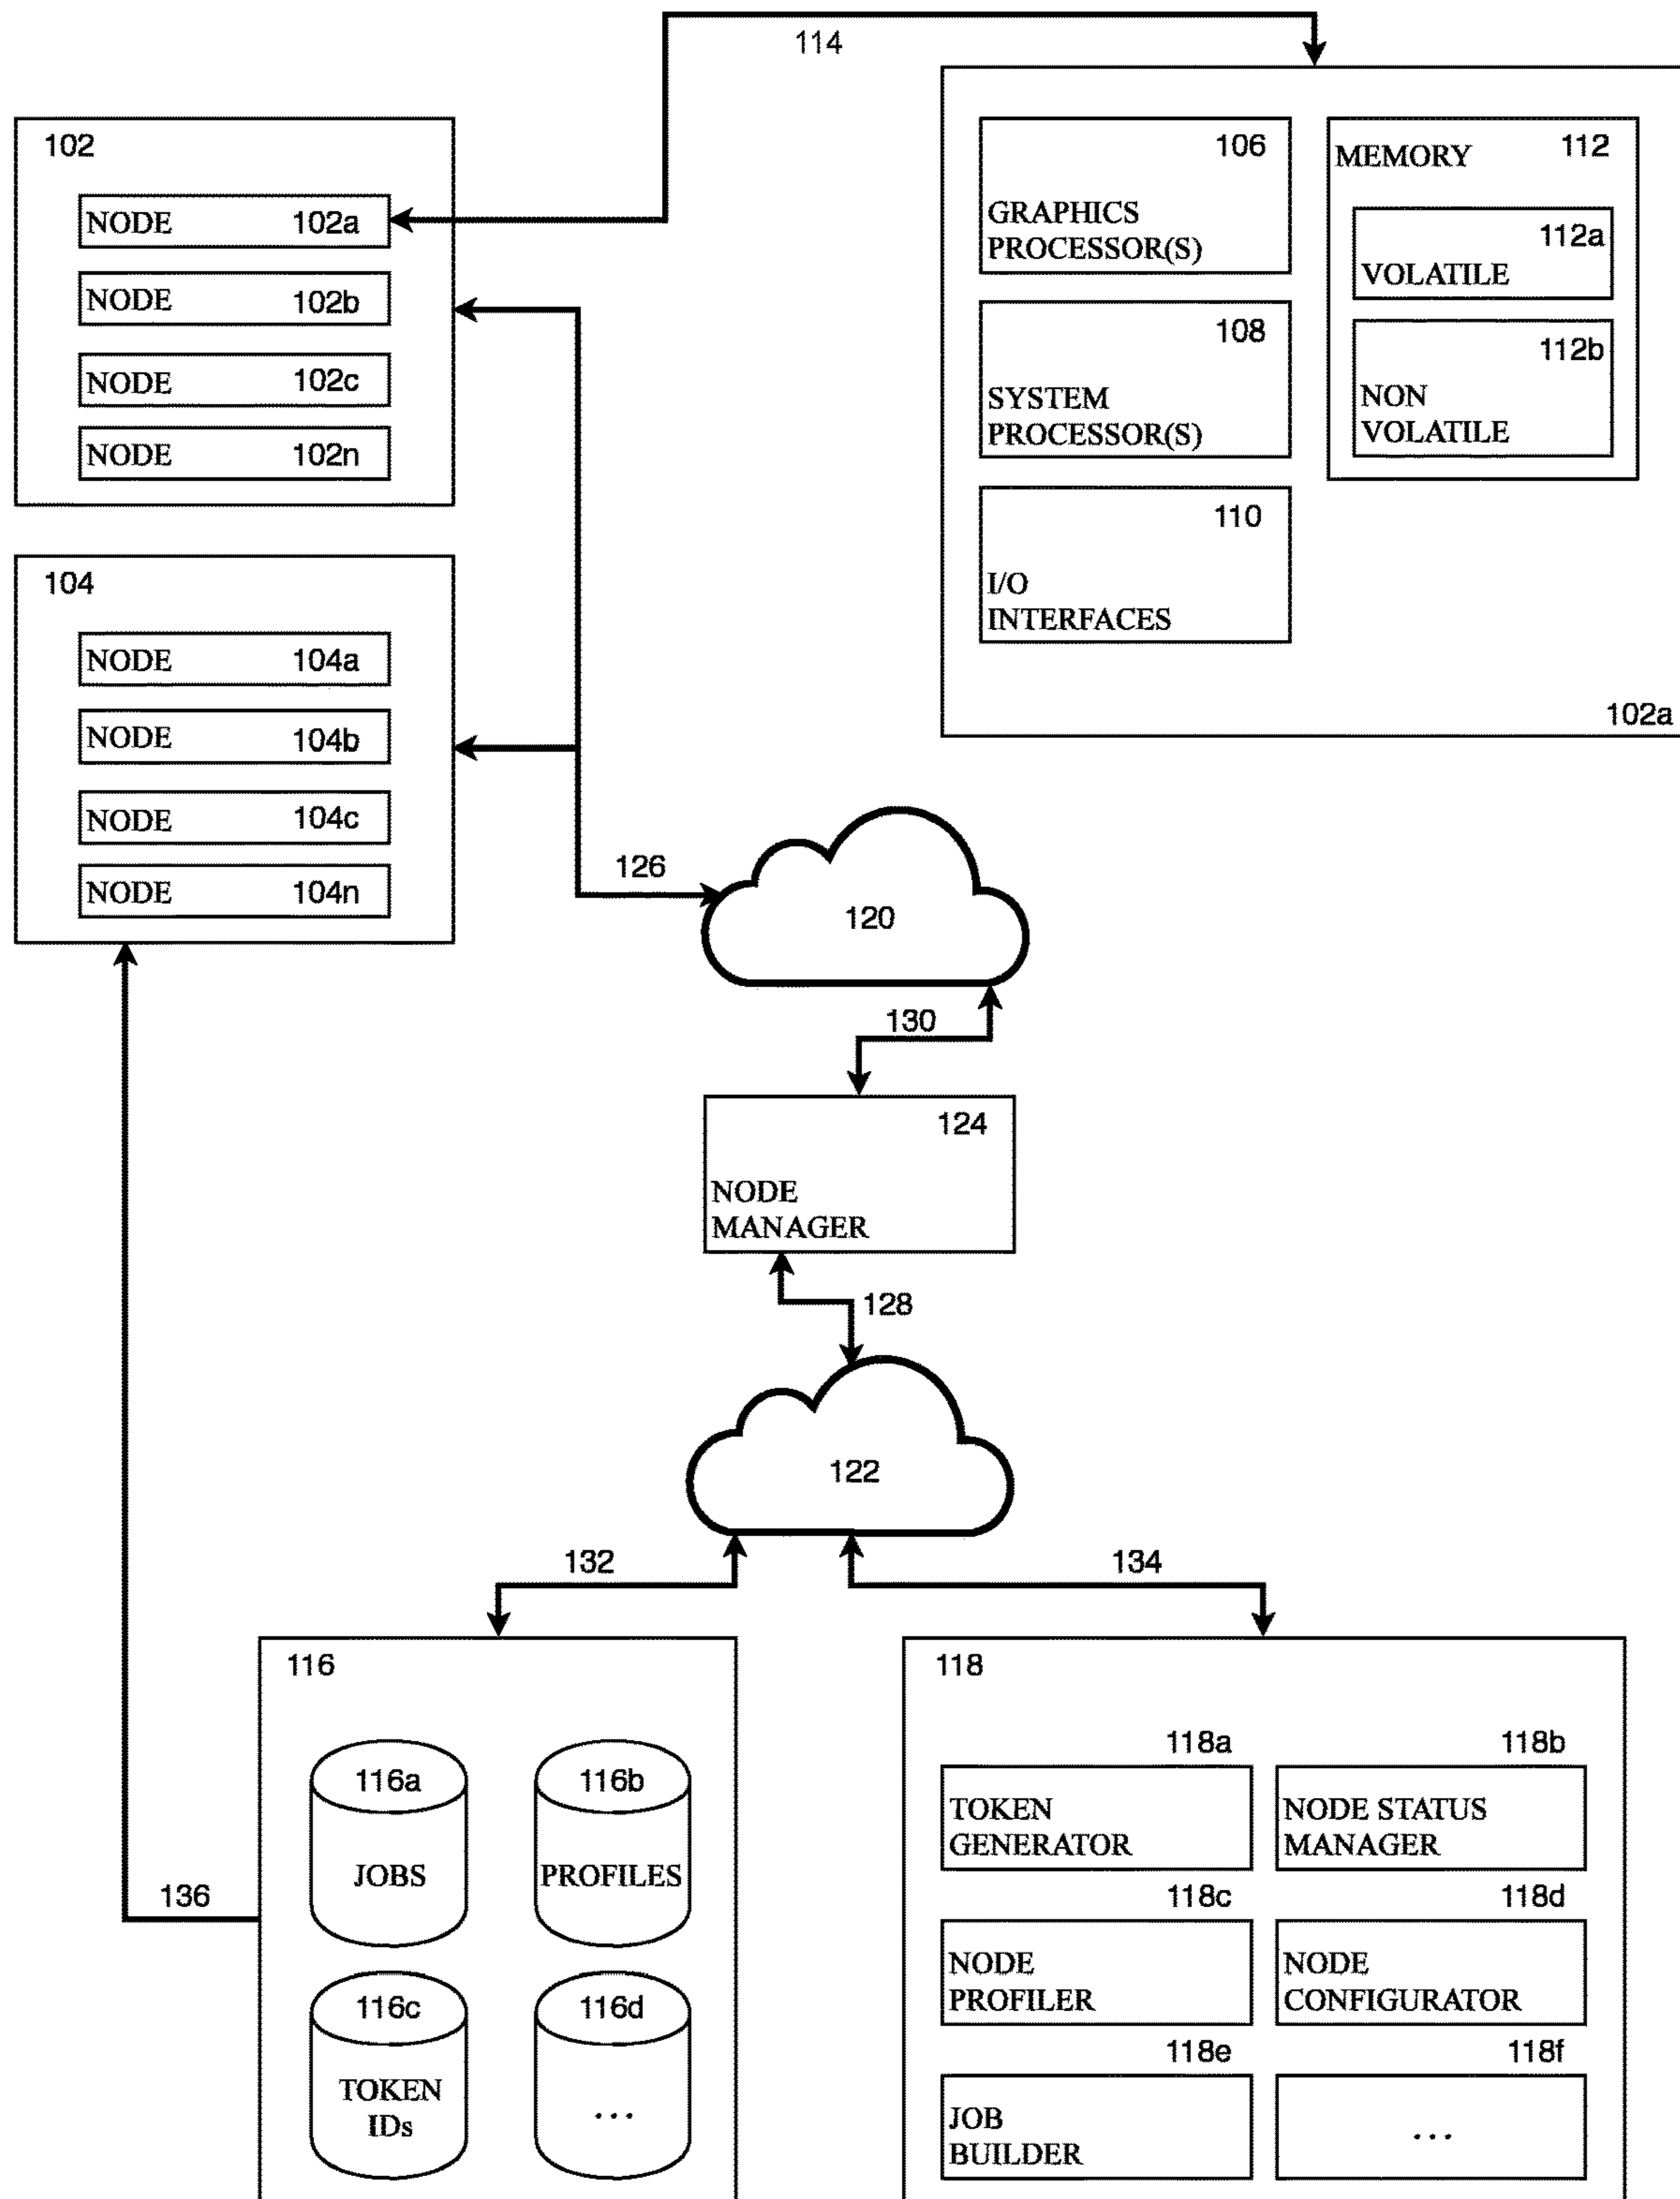 114
102
NODE 102a
NODE 102b
NODE 102c
NODE 102n
106
GRAPHICS
PROCESSOR(S)
108
SYSTEM
PROCESSOR(S)
110
I/O
INTERFACES
MEMORY 112
112a
VOLATILE
112b
NON
VOLATILE
102a
104
NODE 104a
NODE 104b
NODE 104c
NODE 104n
126
120
130
124
NODE
MANAGER
128
122
132
134
136
116
116a
JOBS
116b
PROFILES
116c
TOKEN
IDs
116d
...
118
118a
TOKEN
GENERATOR
118b
NODE STATUS
MANAGER
118c
NODE
PROFILER
118d
NODE
CONFIGURATOR
118e
JOB
BUILDER
118f
...